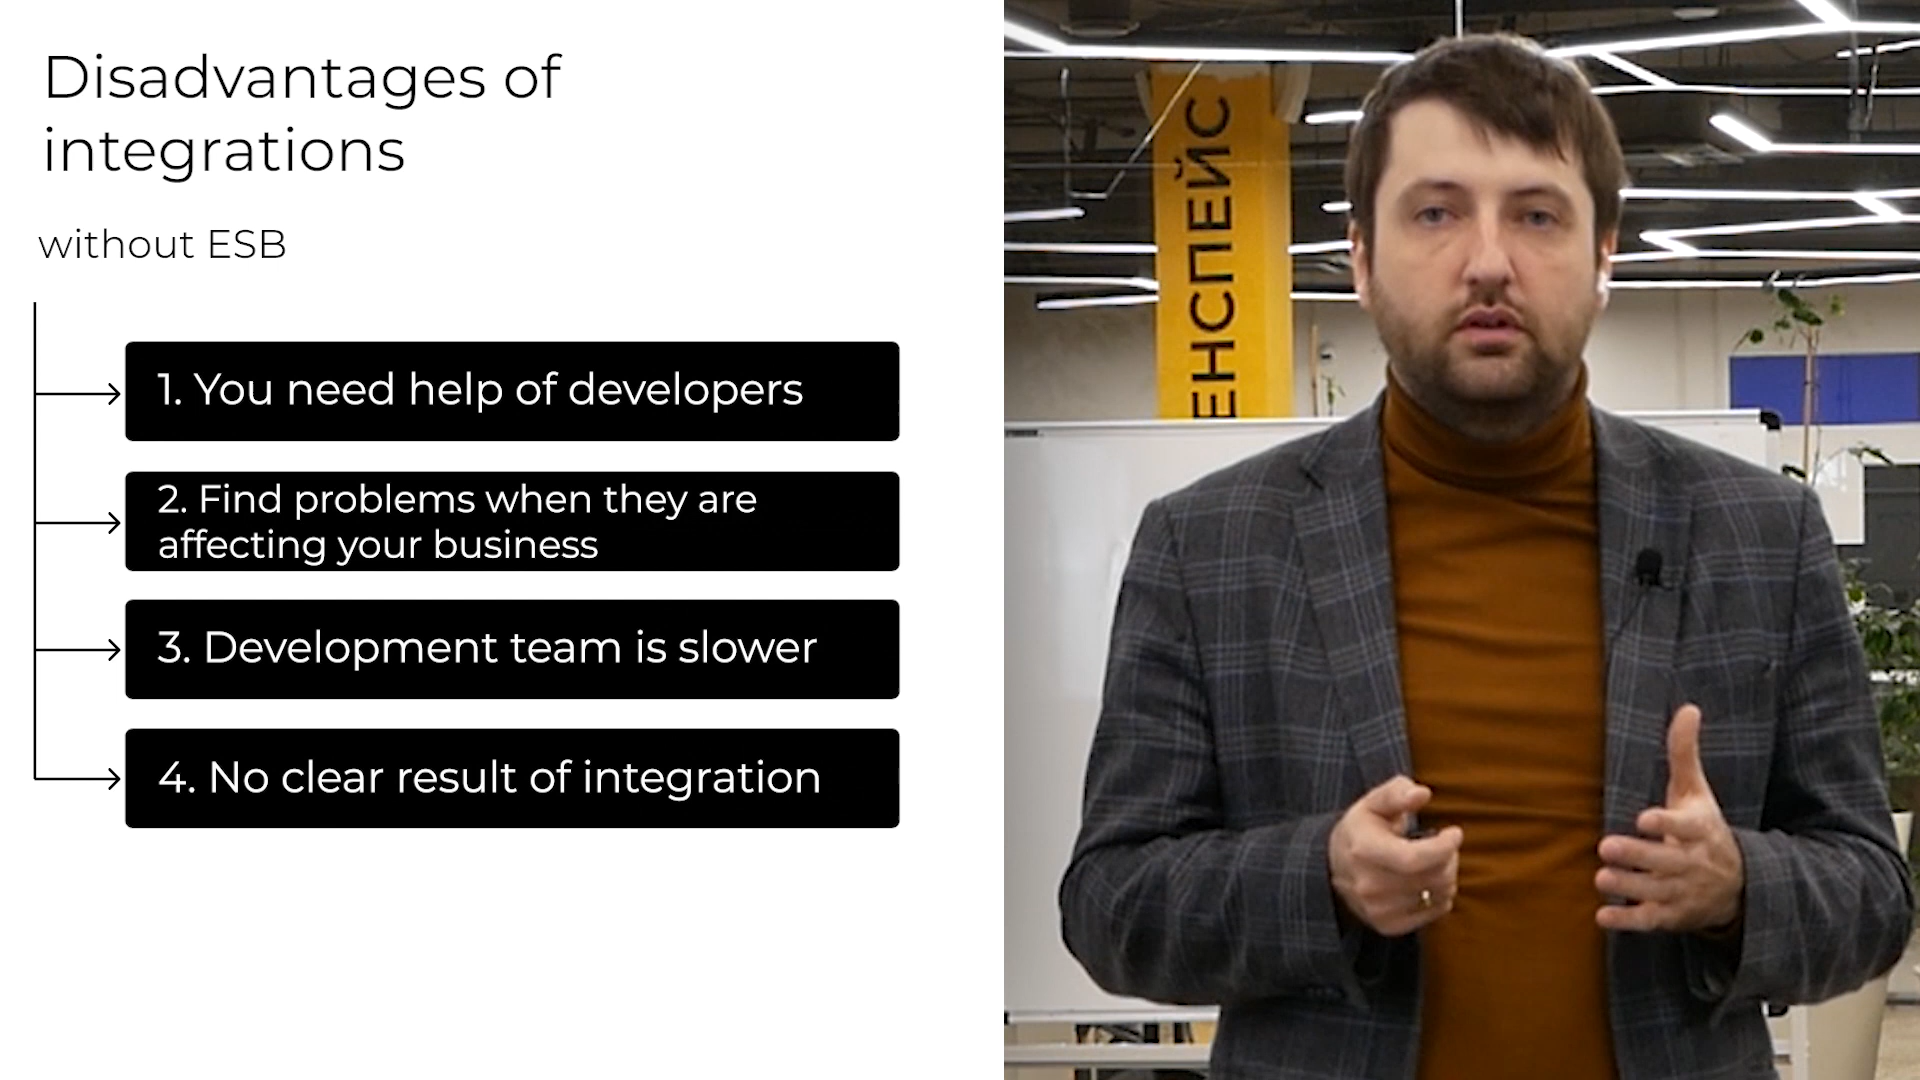 Disadvantages of
integrations
without ESB
1. You need help of developers
2. Find problems when they are
affecting your business
3. Development team is slower
4. No clear result of integration
ЕНСПЕЙС